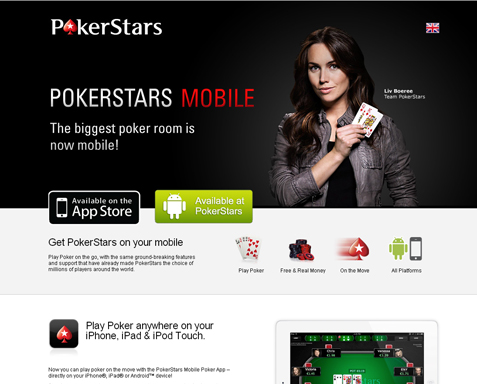 PokerStars
Liv Boeree
Team PokerStars
POKERSTARS MOBILE
The biggest poker room is
now mobile!
Available on the
App Store
Available at
PokerStars
Get PokerStars on your mobile
Play Poker on the go, with the same ground-breaking features
and support that have already made PokerStars the choice of
millions of players around the world.
Play Poker
Free & Real Money
On the Move
All Platforms
Play Poker anywhere on your
iPhone, iPad & iPod Touch.
Now you can play poker on the move with the PokerStars Mobile Poker App –
directly on your iPhone®, iPad® or Android™ device!